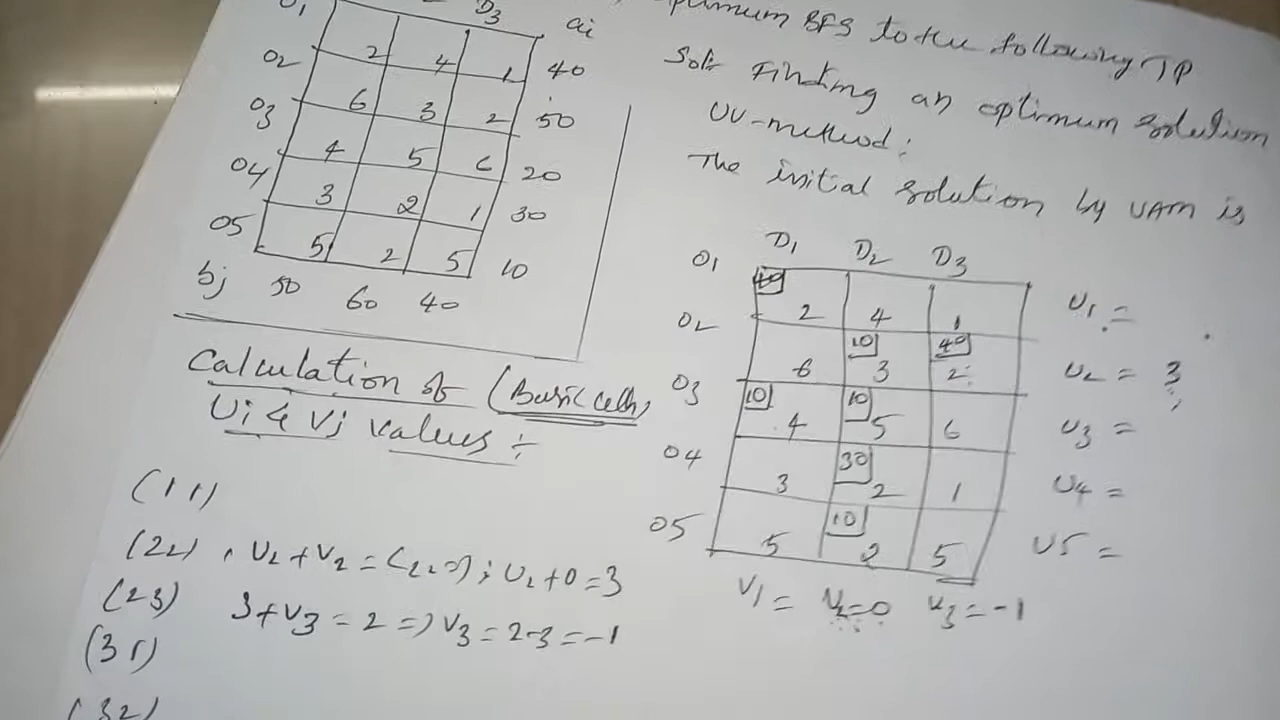 O1 D3 ai
O2 2 4 1 40
O3 6 3 2 50
O4 4 5 6 20
3 2 1 30
O5 5 2 5 10
bj 50 60 40
Calculation of (Basic cells)
Ui & Vj values :-
(11)
(22), U2+V2=C22=); U2+0=3
(23) 3+V3=2=) V3=2-3=-1
(31)
(32)
optimum BFS to the following TP
Sol: Finding an optimum solution
UV-method:
The initial solution by VAM is
D1 D2 D3
O1 40 2 4 1 U1 =
O2 6 10 3 40 2 U2 = 3
O3 10 4 10 5 6 U3 =
O4 3 30 2 1 U4 =
O5 5 10 2 5 U5 =
V1 = V2=0 V3=-1